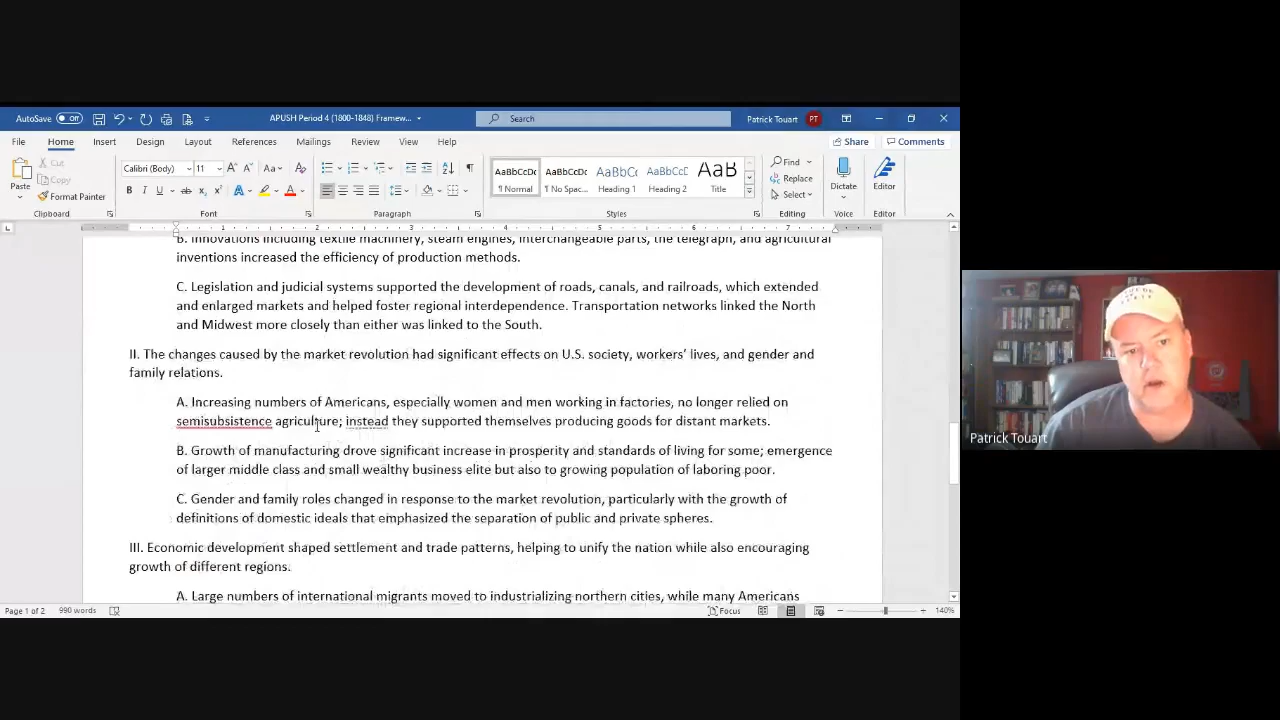 AutoSave Off APUSH Period 4 (1800-1848) Framew... Search Patrick Touart PT
File Home Insert Design Layout References Mailings Review View Help Share Comments
Paste Cut Copy Format Painter Calibri (Body) 11 AaBbCcDc AaBbCcDc AaBbCc AaBbCcD AaB Find Replace Select Dictate Editor
¶ Normal ¶ No Spac... Heading 1 Heading 2 Title
Clipboard Font Paragraph Styles Editing Voice Editor
1 2 3 4 5 6 7
B. Innovations including textile machinery, steam engines, interchangeable parts, the telegraph, and agricultural
inventions increased the efficiency of production methods.
C. Legislation and judicial systems supported the development of roads, canals, and railroads, which extended
and enlarged markets and helped foster regional interdependence. Transportation networks linked the North
and Midwest more closely than either was linked to the South.
II. The changes caused by the market revolution had significant effects on U.S. society, workers’ lives, and gender and
family relations.
A. Increasing numbers of Americans, especially women and men working in factories, no longer relied on
semisubsistence agriculture; instead they supported themselves producing goods for distant markets.
B. Growth of manufacturing drove significant increase in prosperity and standards of living for some; emergence
of larger middle class and small wealthy business elite but also to growing population of laboring poor.
C. Gender and family roles changed in response to the market revolution, particularly with the growth of
definitions of domestic ideals that emphasized the separation of public and private spheres.
III. Economic development shaped settlement and trade patterns, helping to unify the nation while also encouraging
growth of different regions.
A. Large numbers of international migrants moved to industrializing northern cities, while many Americans
Page 1 of 2 990 words Focus 140%
Patrick Touart